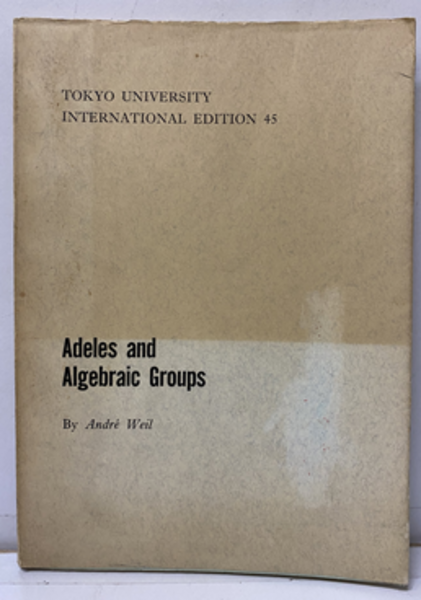 TOKYO UNIVERSITY
INTERNATIONAL EDITION 45
Adeles and
Algebraic Groups
By André Weil